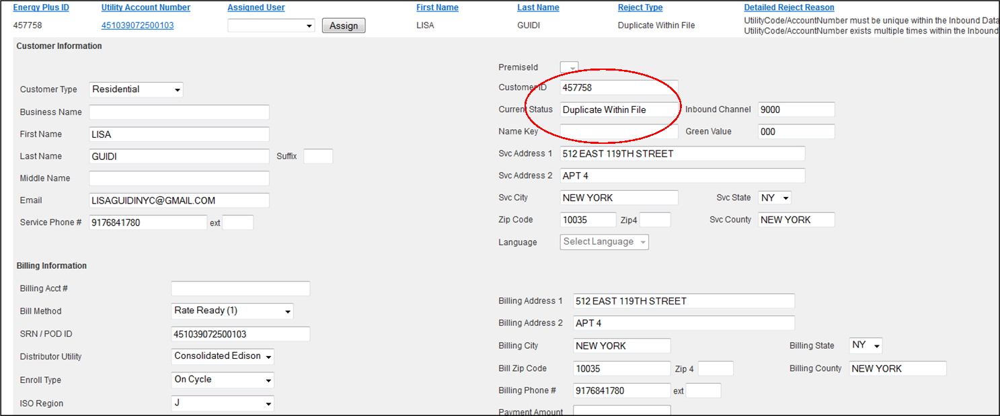 Energy Plus ID Utility Account Number Assigned User First Name Last Name Reject Type Detailed Reject Reason
457758 451039072500103 Assign LISA GUIDI Duplicate Within File UtilityCode/AccountNumber must be unique within the Inbound Data
UtilityCode/AccountNumber exists multiple times within the Inbound
Customer Information
PremiseId
Customer ID 457758
Customer Type Residential
Current Status Duplicate Within File Inbound Channel 9000
Business Name
Name Key Green Value 000
First Name LISA
Svc Address 1 512 EAST 119TH STREET
Last Name GUIDI Suffix
Svc Address 2 APT 4
Middle Name
Svc City NEW YORK Svc State NY
Email LISAGUIDINYC@GMAIL.COM
Zip Code 10035 Zip4 Svc County NEW YORK
Service Phone # 9176841780 ext
Language Select Language
Billing Information
Billing Acct #
Billing Address 1 512 EAST 119TH STREET
Bill Method Rate Ready (1)
Billing Address 2 APT 4
SRN / POD ID 451039072500103
Billing City NEW YORK Billing State NY
Distributor Utility Consolidated Edison
Bill Zip Code 10035 Zip 4 Billing County NEW YORK
Enroll Type On Cycle
Billing Phone # 9176841780 ext
ISO Region J
Payment Amount